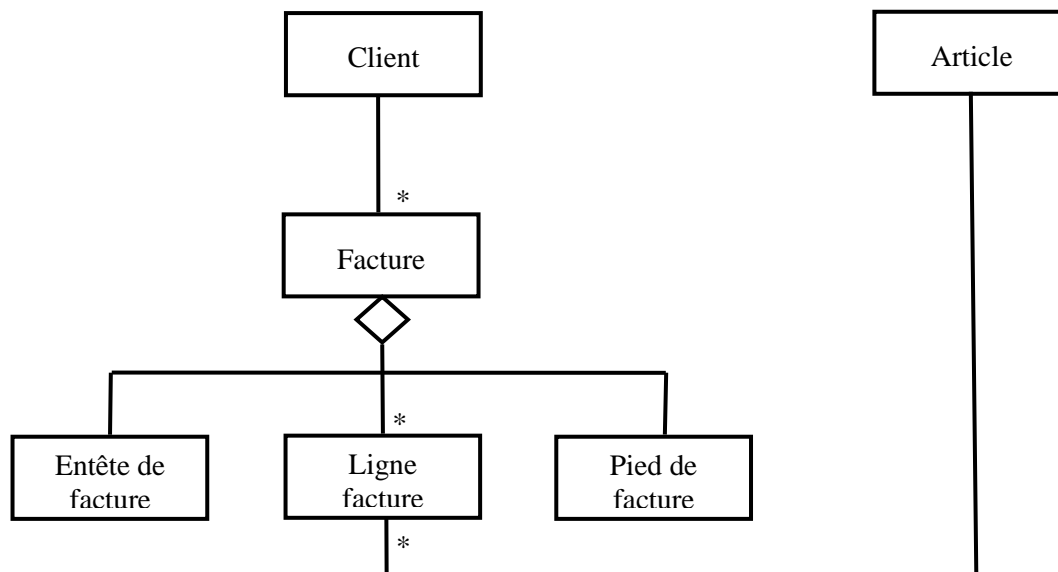 Client
Article
*
Facture
*
Entête de
facture
Ligne
facture
Pied de
facture
*